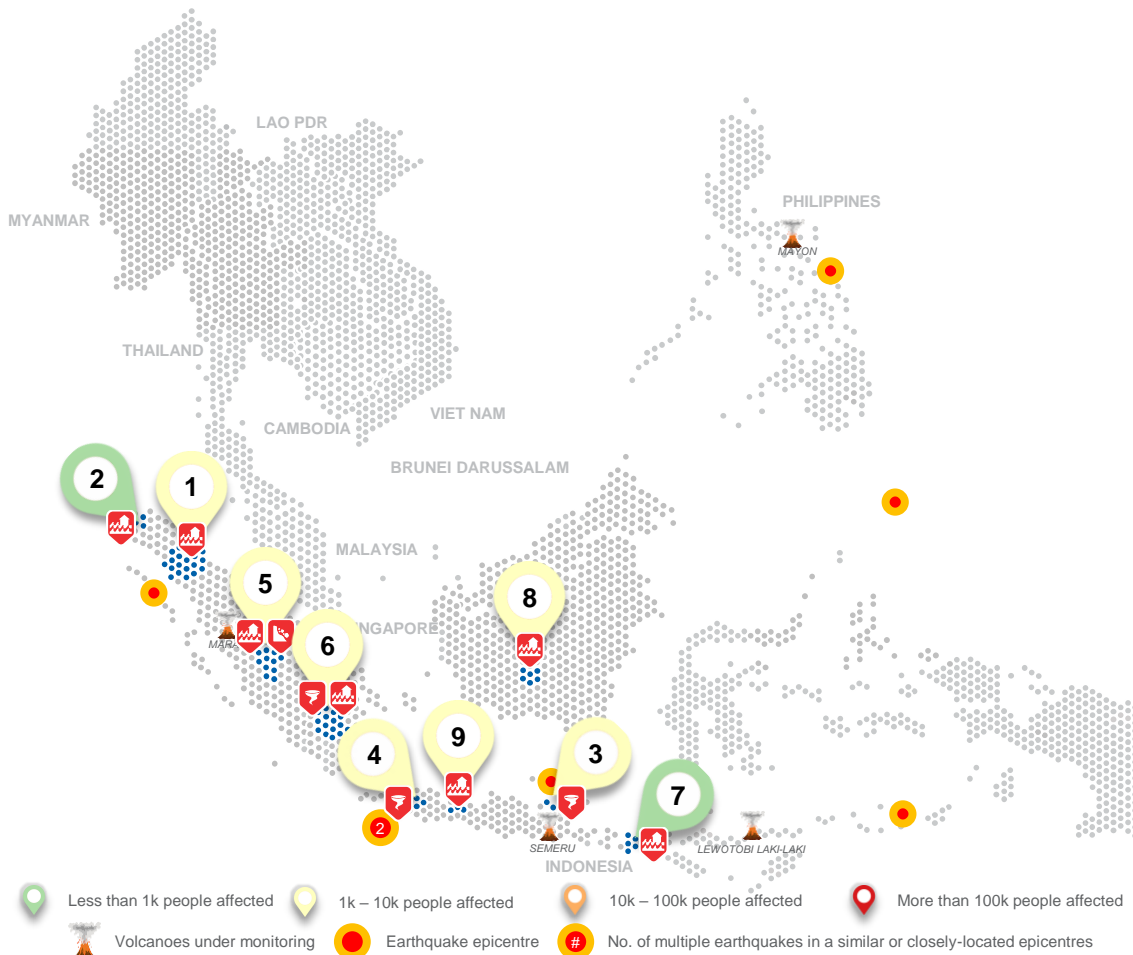 LAO PDR
PHILIPPINES
MYANMAR
MAYON
THAILAND
VIET NAM
CAMBODIA
BRUNEI DARUSSALAM
2
1
MALAYSIA
5
8
INGAPORE
MARA
6
9
3
4
7
2
SEMERU
LEWOTOBI LAKI-LAKI
INDONESIA
Less than 1k people affected
1k – 10k people affected
10k – 100k people affected
More than 100k people affected
Volcanoes under monitoring
Earthquake epicentre
# No. of multiple earthquakes in a similar or closely-located epicentres